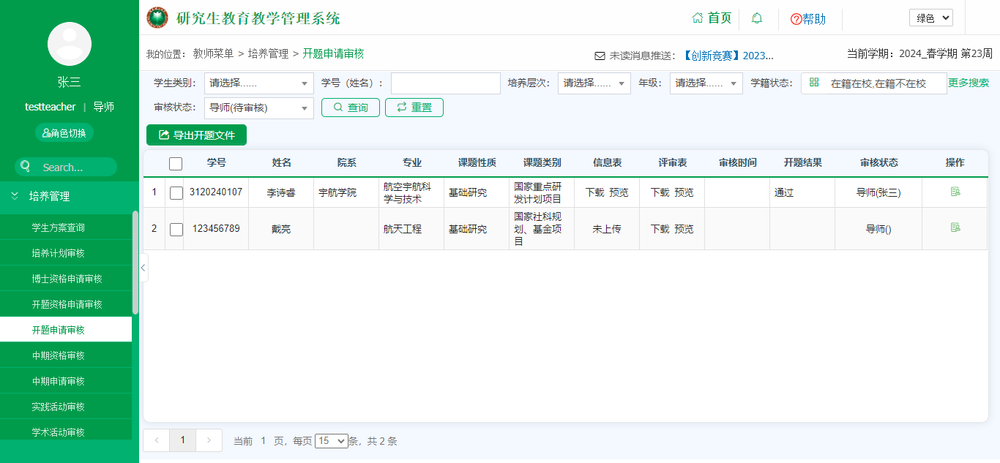 研究生教育教学管理系统
首页
帮助
绿色
张三
testteacher | 导师
角色切换
Search...
培养管理
学生方案查询
培养计划审核
博士资格申请审核
开题资格申请审核
开题申请审核
中期资格审核
中期申请审核
实践活动审核
学术活动审核
我的位置： 教师菜单 > 培养管理 > 开题申请审核
未读消息推送： 【创新竞赛】2023...
当前学期：2024_春学期 第23周
学生类别： 请选择...... 学号（姓名）: 培养层次： 请选择...... 年级： 请选择...... 学籍状态： 在籍在校,在籍不在校 更多搜索
审核状态： 导师(待审核) 查询 重置
导出开题文件
学号 姓名 院系 专业 课题性质 课题类别 信息表 评审表 审核时间 开题结果 审核状态 操作
1 3120240107 李诗睿 宇航学院 航空宇航科学与技术 基础研究 国家重点研发计划项目 下载 预览 下载 预览 通过 导师(张三)
2 123456789 戴亮 航天工程 基础研究 国家社科规划、基金项目 未上传 下载 预览 导师()
< 1 > 当前 1 页，每页 15 条，共 2 条